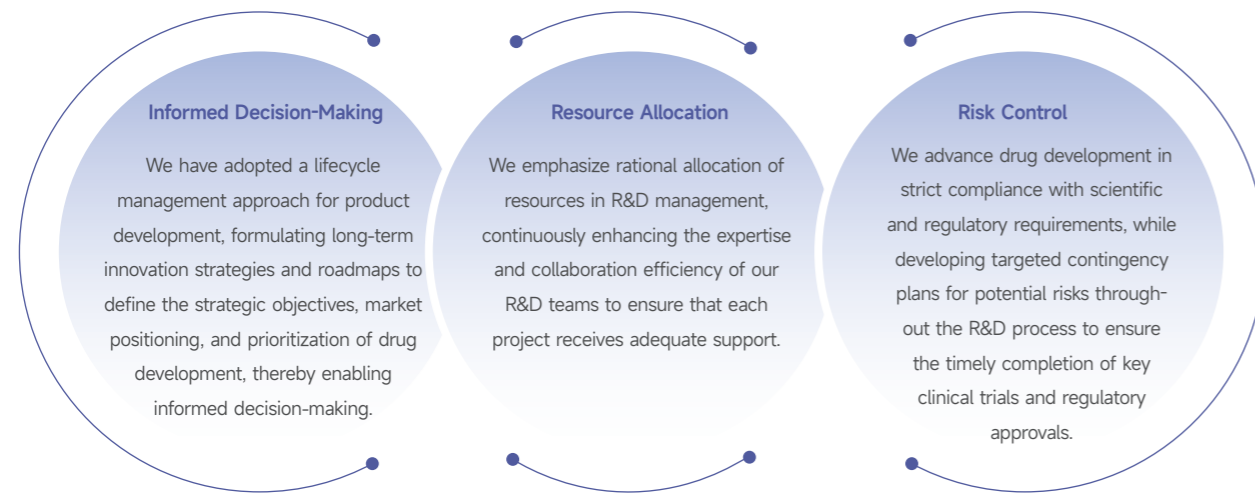 Informed Decision-Making
We have adopted a lifecycle
management approach for product
development, formulating long-term
innovation strategies and roadmaps to
define the strategic objectives, market
positioning, and prioritization of drug
development, thereby enabling
informed decision-making.
Resource Allocation
We emphasize rational allocation of
resources in R&D management,
continuously enhancing the expertise
and collaboration efficiency of our
R&D teams to ensure that each
project receives adequate support.
Risk Control
We advance drug development in
strict compliance with scientific
and regulatory requirements, while
developing targeted contingency
plans for potential risks through-
out the R&D process to ensure
the timely completion of key
clinical trials and regulatory
approvals.